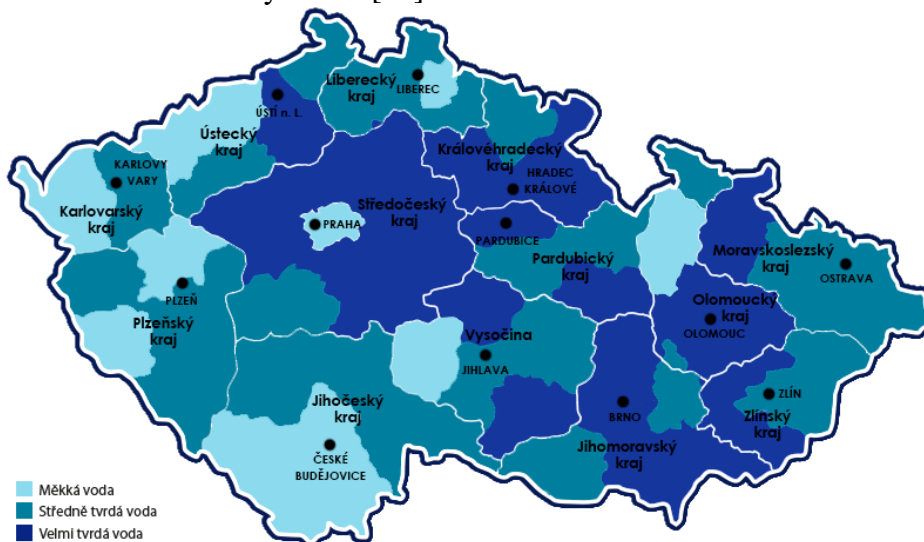 Liberecký
kraj
LIBEREC
ÚSTÍ n. L.
Ústecký
kraj
KARLOVY
VARY
Karlovarský
kraj
Královéhradecký
kraj
HRADEC
KRÁLOVÉ
Středočeský
kraj
PRAHA
PARDUBICE
Pardubický
kraj
Moravskoslezský
kraj
OSTRAVA
PLZEŇ
Plzeňský
kraj
Olomoucký
kraj
OLOMOUC
Vysočina
JIHLAVA
Jihočeský
kraj
ČESKÉ
BUDĚJOVICE
BRNO
Jihomoravský
kraj
ZLÍN
Zlínský
kraj
Měkká voda
Středně tvrdá voda
Velmi tvrdá voda